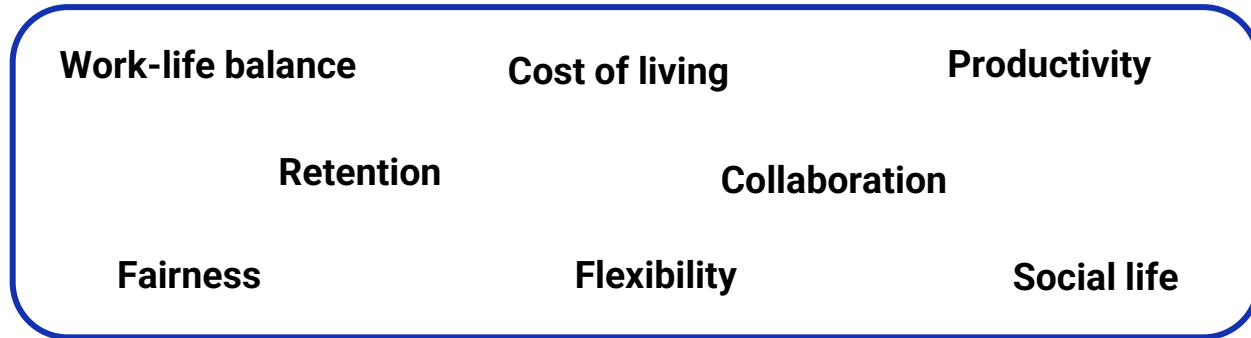 Work-life balance
Cost of living
Productivity
Retention
Collaboration
Fairness
Flexibility
Social life